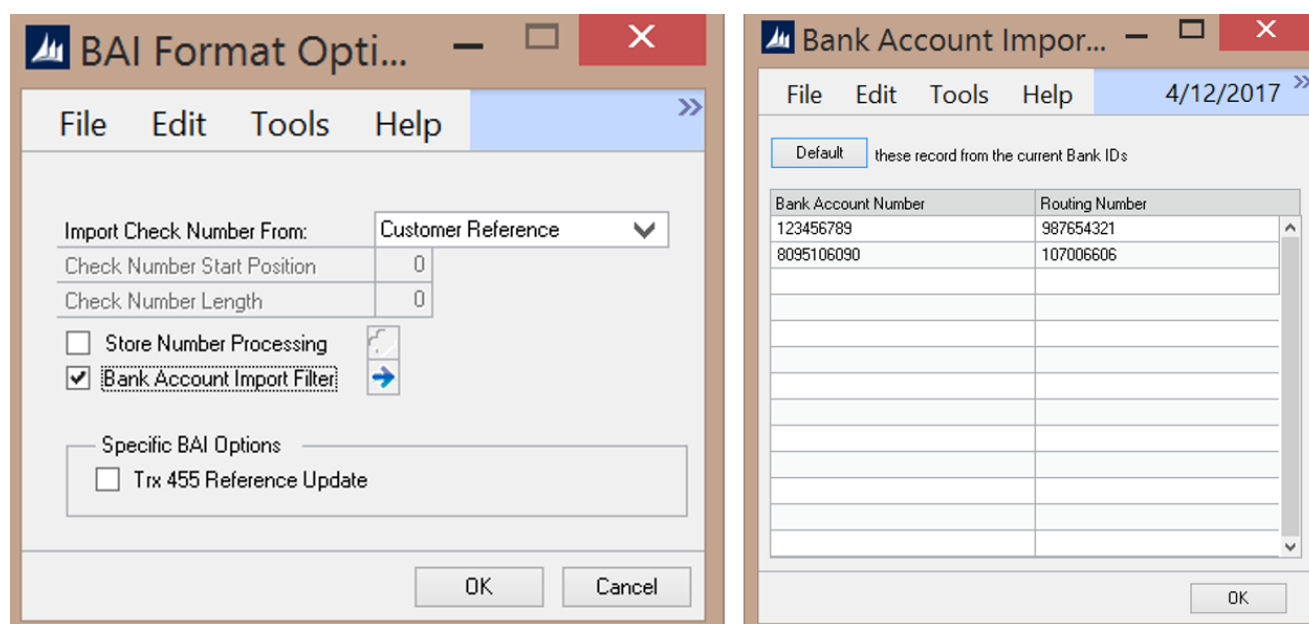 BAI Format Opti...
File Edit Tools Help
Import Check Number From: Customer Reference
Check Number Start Position 0
Check Number Length 0
Store Number Processing
Bank Account Import Filter
Specific BAI Options
Trx 455 Reference Update
OK Cancel
Bank Account Impor...
File Edit Tools Help 4/12/2017
Default these record from the current Bank IDs
Bank Account Number Routing Number
123456789 987654321
8095106090 107006606
OK